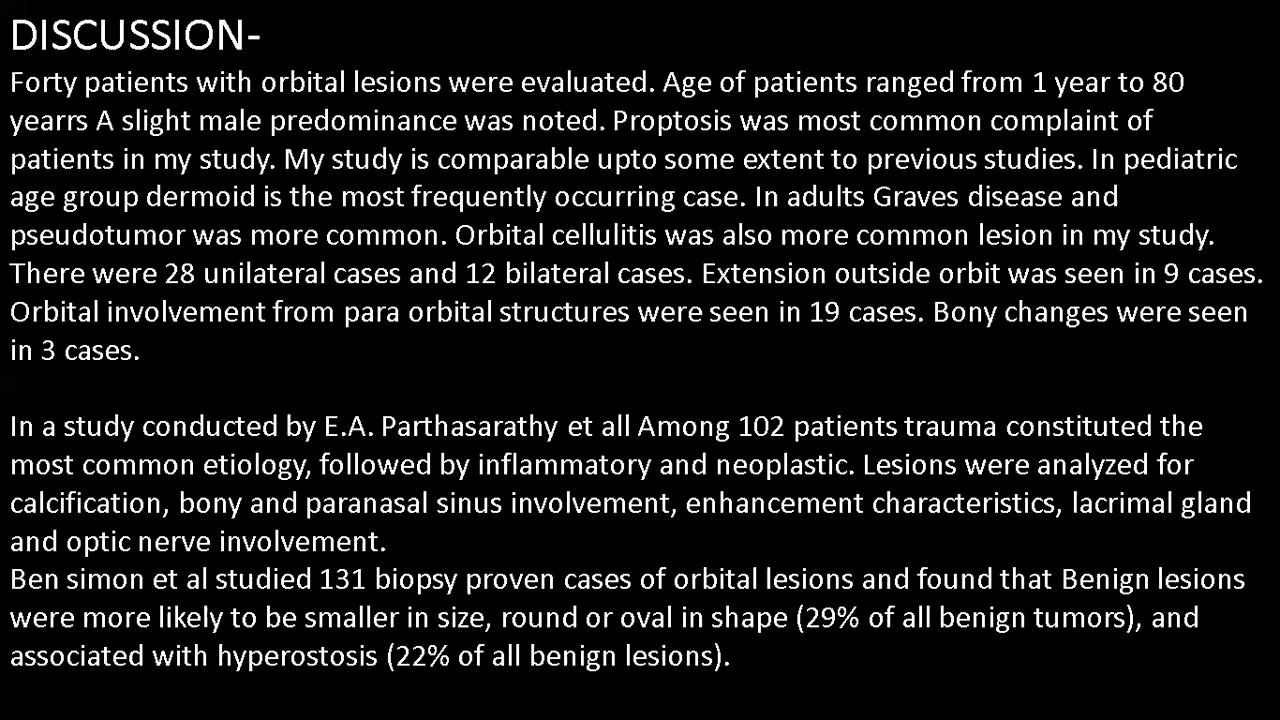 DISCUSSION-
Forty patients with orbital lesions were evaluated. Age of patients ranged from 1 year to 80
yearrs A slight male predominance was noted. Proptosis was most common complaint of
patients in my study. My study is comparable upto some extent to previous studies. In pediatric
age group dermoid is the most frequently occurring case. In adults Graves disease and
pseudotumor was more common. Orbital cellulitis was also more common lesion in my study.
There were 28 unilateral cases and 12 bilateral cases. Extension outside orbit was seen in 9 cases.
Orbital involvement from para orbital structures were seen in 19 cases. Bony changes were seen
in 3 cases.
In a study conducted by E.A. Parthasarathy et all Among 102 patients trauma constituted the
most common etiology, followed by inflammatory and neoplastic. Lesions were analyzed for
calcification, bony and paranasal sinus involvement, enhancement characteristics, lacrimal gland
and optic nerve involvement.
Ben simon et al studied 131 biopsy proven cases of orbital lesions and found that Benign lesions
were more likely to be smaller in size, round or oval in shape (29% of all benign tumors), and
associated with hyperostosis (22% of all benign lesions).